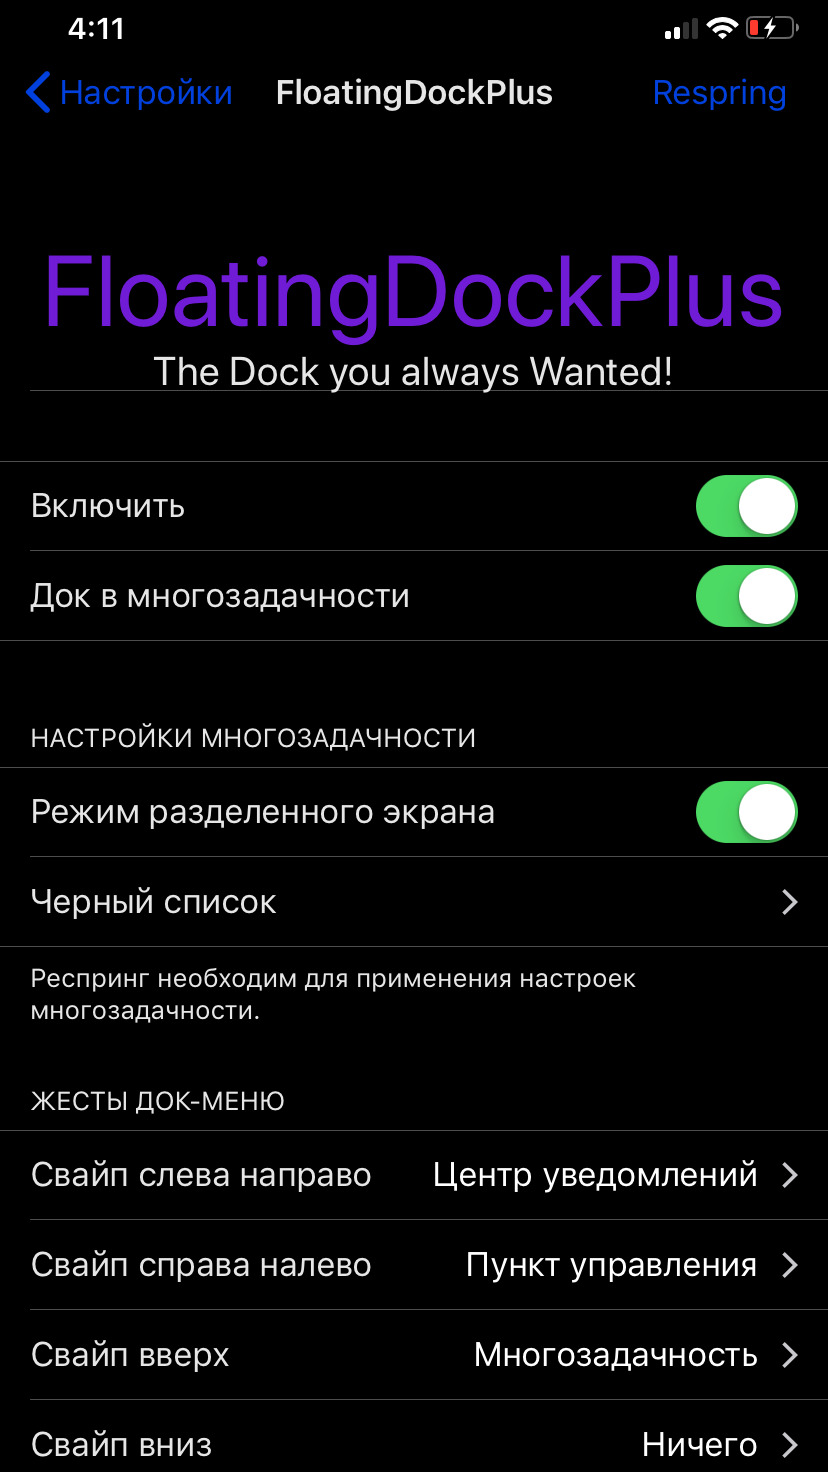 4:11
Настройки FloatingDockPlus Respring
FloatingDockPlus
The Dock you always Wanted!
Включить
Док в многозадачности
НАСТРОЙКИ МНОГОЗАДАЧНОСТИ
Режим разделенного экрана
Черный список
Респринг необходим для применения настроек
многозадачности.
ЖЕСТЫ ДОК-МЕНЮ
Свайп слева направо Центр уведомлений
Свайп справа налево Пункт управления
Свайп вверх Многозадачность
Свайп вниз Ничего